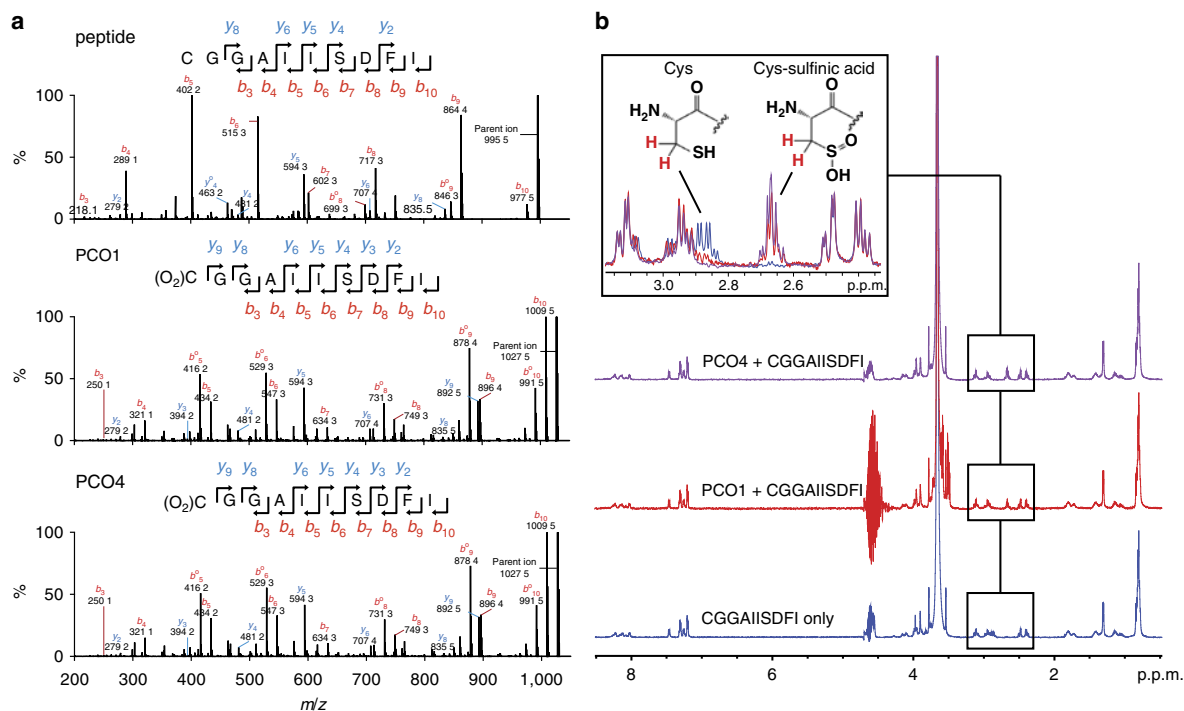 a
peptide
y8 y6 y5 y4 y2
C G G A I I S D F I
b3 b4 b5 b6 b7 b8 b9 b10
100
50
0
%
b3
218.1
y2
279 2
b4
289 1
b5
402 2
y°4
463 2
y4
481 2
b6
515 3
y5
594 3
b7
602 3
b°8
699 3
y6
707 4
b8
717 3
y8
835.5
b°9
846 3
b9
864 4
b10
977 5
Parent ion
995 5
PCO1
y9 y8 y6 y5 y4 y3 y2
(O2)C G G A I I S D F I
b3 b4 b5 b6 b7 b8 b9 b10
100
50
0
%
b3
250 1
y2
279 2
b4
321 1
y3
394 2
b°5
416 2
b5
434 2
y4
481 2
b°6
529 3
b6
547 3
y5
594 3
b7
634 3
y6
707 4
b°8
731 3
b8
749 3
y8
835 5
b°9
878 4
y9
892 5
b9
896 4
b°10
991 5
b10
1009 5
Parent ion
1027 5
PCO4
y9 y8 y6 y5 y4 y3 y2
(O2)C G G A I I S D F I
b3 b4 b5 b6 b7 b8 b9 b10
100
50
0
%
b3
250 1
y2
279 2
b4
321 1
y3
394 2
b°5
416 2
b5
434 2
y4
481 2
b°6
529 3
b6
547 3
y5
594 3
b7
634 3
y6
707 4
b°8
731 3
b8
749 3
y8
835 5
b°9
878 4
y9
892 5
b9
896 4
b°10
991 5
b10
1009 5
Parent ion
1027 5
200 300 400 500 600 700 800 900 1,000
m/z
b
Cys
O
H2N
H
H
SH
Cys-sulfinic acid
O
H2N
H
H
S
O
OH
3.0 2.8 2.6 p.p.m.
PCO4 + CGGAIISDFI
PCO1 + CGGAIISDFI
CGGAIISDFI only
8 6 4 2 p.p.m.